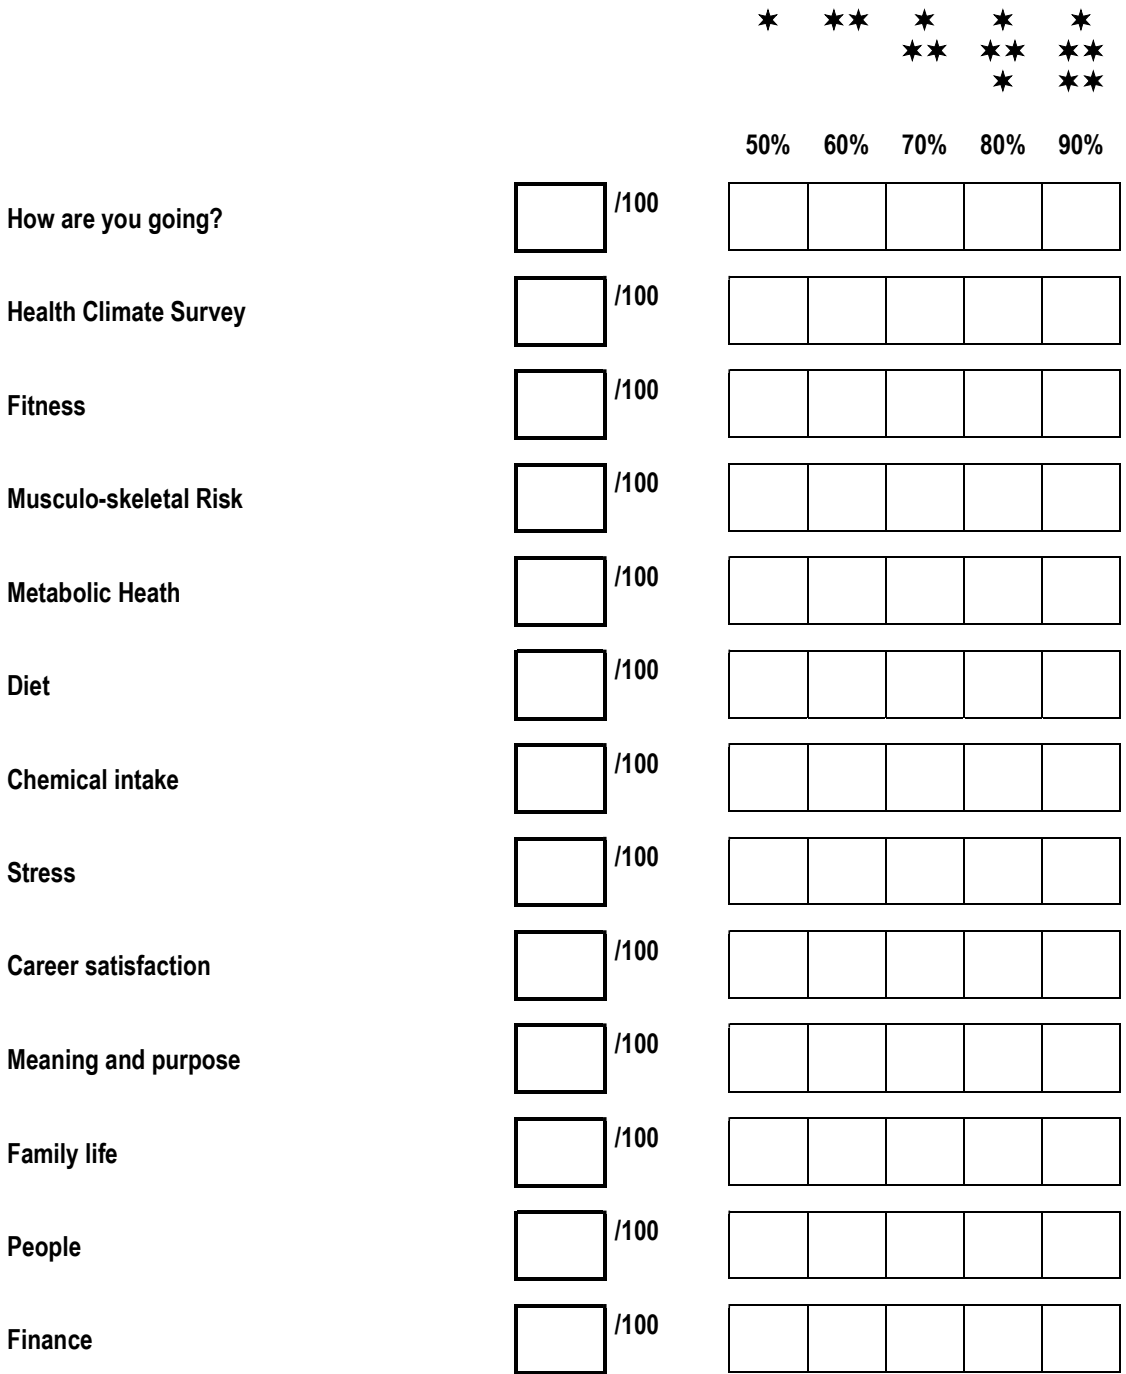 ✶ ✶✶ ✶ ✶ ✶
✶✶ ✶✶ ✶✶
✶ ✶✶
50% 60% 70% 80% 90%
How are you going? /100
Health Climate Survey /100
Fitness /100
Musculo-skeletal Risk /100
Metabolic Heath /100
Diet /100
Chemical intake /100
Stress /100
Career satisfaction /100
Meaning and purpose /100
Family life /100
People /100
Finance /100